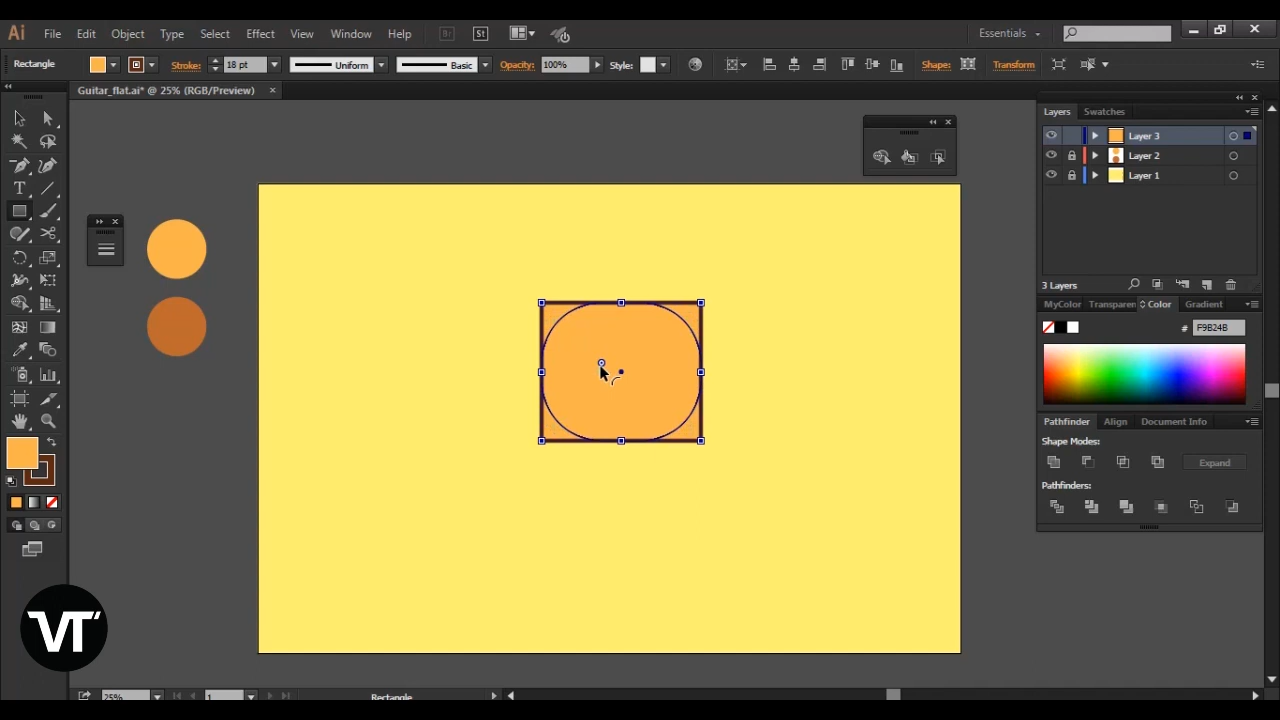 Ai File Edit Object Type Select Effect View Window Help Br St Essentials
Rectangle Stroke: 18 pt Uniform Basic Opacity: 100% Style: Shape: Transform
Guitar_flat.ai* @ 25% (RGB/Preview)
Layers Swatches
Layer 3
Layer 2
Layer 1
3 Layers
MyColor Transparen Color Gradient
# F9B24B
Pathfinder Align Document Info
Shape Modes:
Expand
Pathfinders:
VT
25% 1 Rectangle